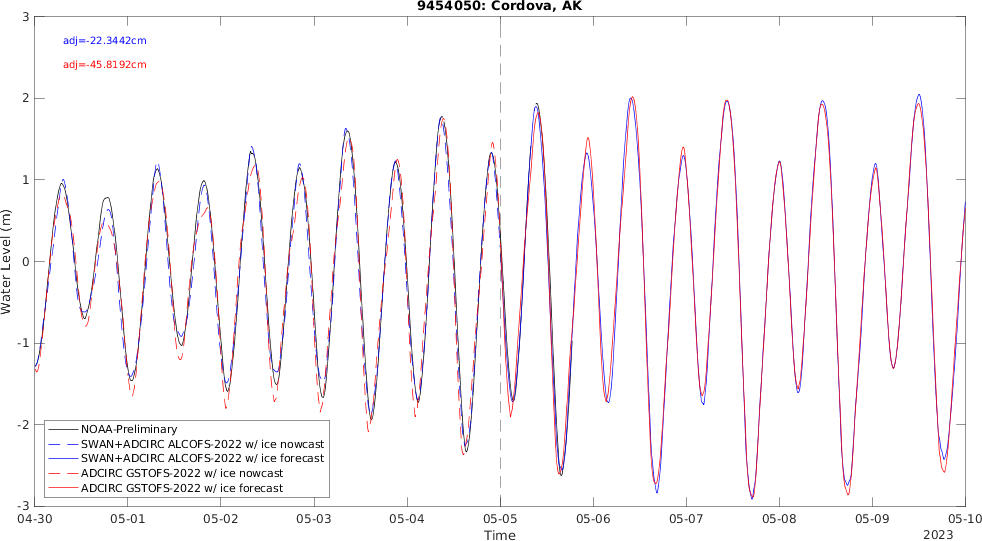 9454050: Cordova, AK
adj=-22.3442cm
adj=-45.8192cm
3
2
1
0
-1
-2
-3
Water Level (m)
NOAA-Preliminary
SWAN+ADCIRC ALCOFS-2022 w/ ice nowcast
SWAN+ADCIRC ALCOFS-2022 w/ ice forecast
ADCIRC GSTOFS-2022 w/ ice nowcast
ADCIRC GSTOFS-2022 w/ ice forecast
04-30 05-01 05-02 05-03 05-04 05-05 05-06 05-07 05-08 05-09 05-10
Time
2023